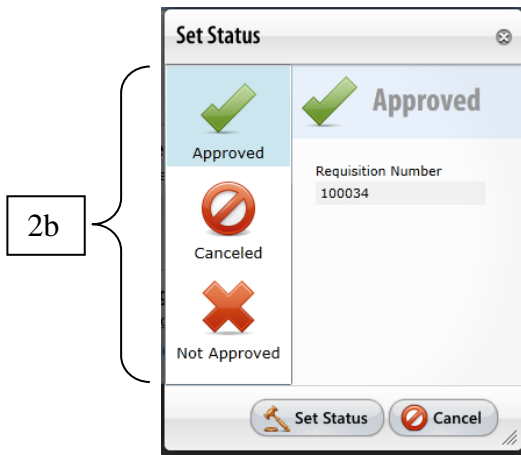 Set Status
Approved
Approved
Requisition Number
100034
2b
Canceled
Not Approved
Set Status
Cancel